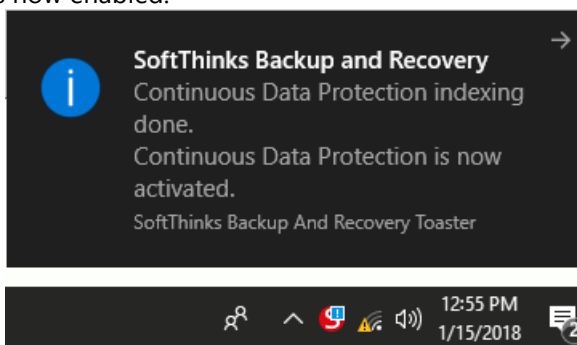 s now enabled.
SoftThinks Backup and Recovery
Continuous Data Protection indexing
done.
Continuous Data Protection is now
activated.
SoftThinks Backup And Recovery Toaster
12:55 PM
1/15/2018
2